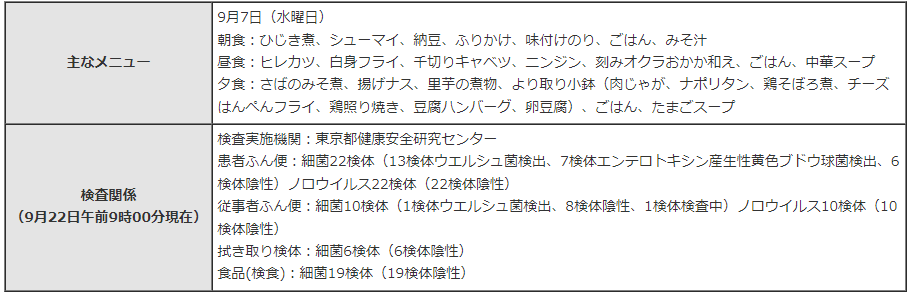 主なメニュー
9月7日（水曜日）
朝食：ひじき煮、シューマイ、納豆、ふりかけ、味付けのり、ごはん、みそ汁
昼食：ヒレカツ、白身フライ、千切りキャベツ、ニンジン、刻みオクラおかか和え、ごはん、中華スープ
夕食：さばのみそ煮、揚げナス、里芋の煮物、より取り小鉢（肉じゃが、ナポリタン、鶏そぼろ煮、チーズ
はんぺんフライ、鶏照り焼き、豆腐ハンバーグ、卵豆腐）、ごはん、たまごスープ
検査関係
（9月22日午前9時00分現在）
検査実施機関：東京都健康安全研究センター
患者ふん便：細菌22検体（13検体ウエルシュ菌検出、7検体エンテロトキシン産生性黄色ブドウ球菌検出、6
検体陰性）ノロウイルス22検体（22検体陰性）
従事者ふん便：細菌10検体（1検体ウエルシュ菌検出、8検体陰性、1検体検査中）ノロウイルス10検体（10
検体陰性）
拭き取り検体：細菌6検体（6検体陰性）
食品(検食)：細菌19検体（19検体陰性）